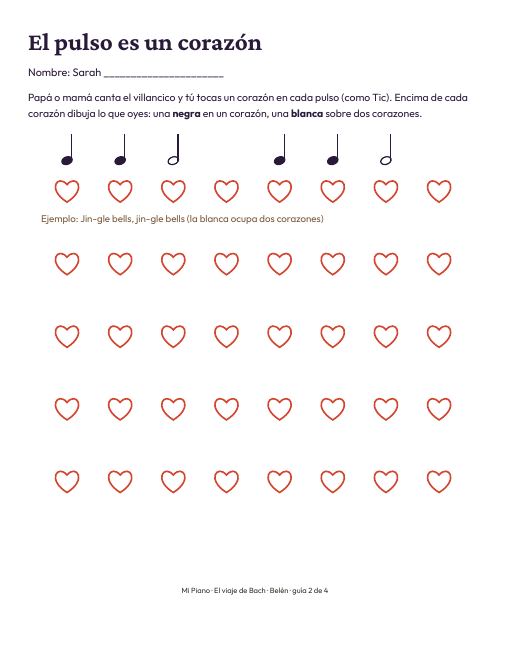 El pulso es un corazón
Nombre: Sarah ______________________
Papá o mamá canta el villancico y tú tocas un corazón en cada pulso (como Tic). Encima de cada
corazón dibuja lo que oyes: una negra en un corazón, una blanca sobre dos corazones.
Ejemplo: Jin-gle bells, jin-gle bells (la blanca ocupa dos corazones)
Mi Piano · El viaje de Bach · Belén · guía 2 de 4